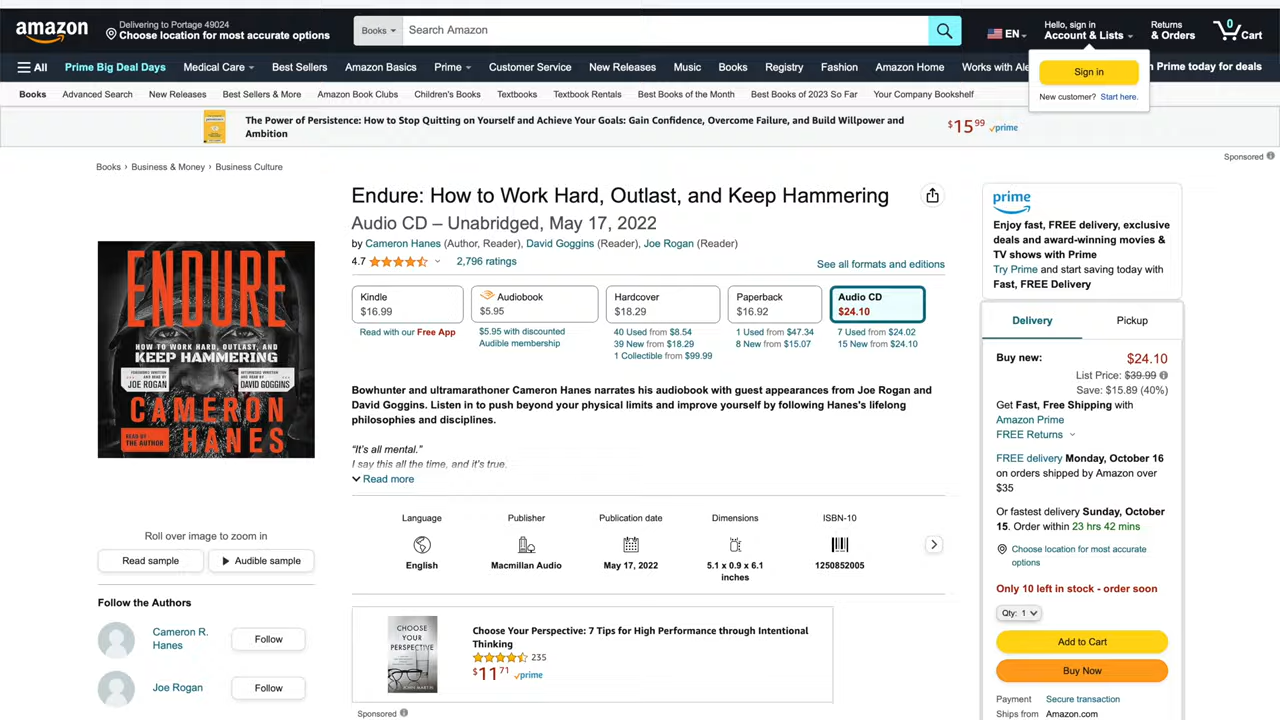 amazon
Delivering to Portage 49024
Choose location for most accurate options
Books
Search Amazon
EN
Hello, sign in
Account & Lists
Returns
& Orders
0
Cart
All
Prime Big Deal Days
Medical Care
Best Sellers
Amazon Basics
Prime
Customer Service
New Releases
Music
Books
Registry
Fashion
Amazon Home
Works with Ale
n Prime today for deals
Sign in
New customer? Start here.
Books
Advanced Search
New Releases
Best Sellers & More
Amazon Book Clubs
Children's Books
Textbooks
Textbook Rentals
Best Books of the Month
Best Books of 2023 So Far
Your Company Bookshelf
The Power of Persistence: How to Stop Quitting on Yourself and Achieve Your Goals: Gain Confidence, Overcome Failure, and Build Willpower and
Ambition
$15 99 prime
Sponsored
Books › Business & Money › Business Culture
ENDURE
HOW TO WORK HARD, OUTLAST, AND
KEEP HAMMERING
JOE ROGAN
DAVID GOGGINS
CAMERON
HANES
READ BY
THE AUTHOR
Roll over image to zoom in
Read sample
Audible sample
Follow the Authors
Cameron R.
Hanes
Follow
Joe Rogan
Follow
Endure: How to Work Hard, Outlast, and Keep Hammering
Audio CD – Unabridged, May 17, 2022
by Cameron Hanes (Author, Reader), David Goggins (Reader), Joe Rogan (Reader)
4.7
2,796 ratings
See all formats and editions
Kindle
$16.99
Read with our Free App
Audiobook
$5.95
$5.95 with discounted
Audible membership
Hardcover
$18.29
40 Used from $8.54
39 New from $18.29
1 Collectible from $99.99
Paperback
$16.92
1 Used from $47.34
8 New from $15.07
Audio CD
$24.10
7 Used from $24.02
15 New from $24.10
Bowhunter and ultramarathoner Cameron Hanes narrates his audiobook with guest appearances from Joe Rogan and
David Goggins. Listen in to push beyond your physical limits and improve yourself by following Hanes's lifelong
philosophies and disciplines.
“It's all mental.”
I say this all the time, and it's true.
Read more
Language
English
Publisher
Macmillan Audio
Publication date
May 17, 2022
Dimensions
5.1 x 0.9 x 6.1
inches
ISBN-10
1250852005
CHOOSE
YOUR
PERSPECTIVE
Choose Your Perspective: 7 Tips for High Performance through Intentional
Thinking
235
$11 71 prime
Sponsored
prime
Enjoy fast, FREE delivery, exclusive
deals and award-winning movies &
TV shows with Prime
Try Prime and start saving today with
Fast, FREE Delivery
Delivery
Pickup
Buy new:
$24.10
List Price: $39.99
Save: $15.89 (40%)
Get Fast, Free Shipping with
Amazon Prime
FREE Returns
FREE delivery Monday, October 16
on orders shipped by Amazon over
$35
Or fastest delivery Sunday, October
15. Order within 23 hrs 42 mins
Choose location for most accurate
options
Only 10 left in stock - order soon
Qty: 1
Add to Cart
Buy Now
Payment
Secure transaction
Ships from
Amazon.com